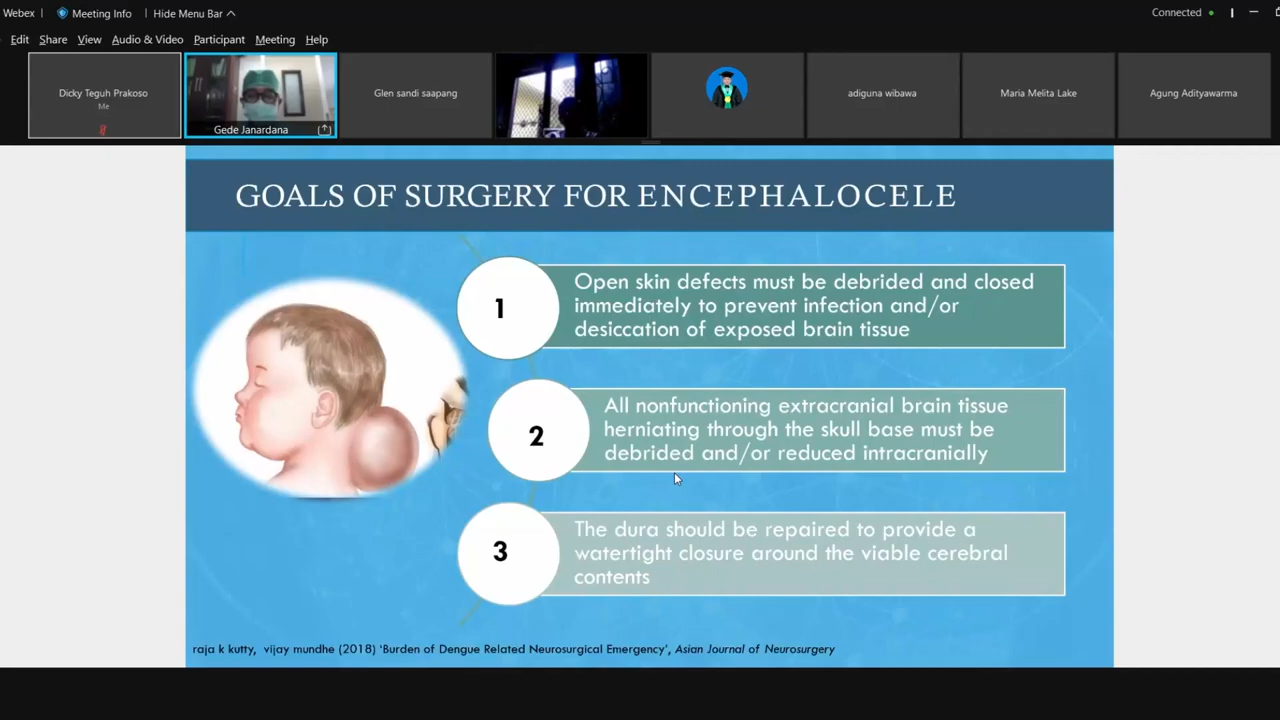 Webex
Meeting Info
Hide Menu Bar
Connected
Edit Share View Audio & Video Participant Meeting Help
Dicky Teguh Prakoso
Me
Gede Janardana
Glen sandi saapang
adiguna wibawa
Maria Melita Lake
Agung Adityawarma
GOALS OF SURGERY FOR ENCEPHALOCELE
1
Open skin defects must be debrided and closed
immediately to prevent infection and/or
desiccation of exposed brain tissue
2
All nonfunctioning extracranial brain tissue
herniating through the skull base must be
debrided and/or reduced intracranially
3
The dura should be repaired to provide a
watertight closure around the viable cerebral
contents
raja k kutty, vijay mundhe (2018) ‘Burden of Dengue Related Neurosurgical Emergency’, Asian Journal of Neurosurgery